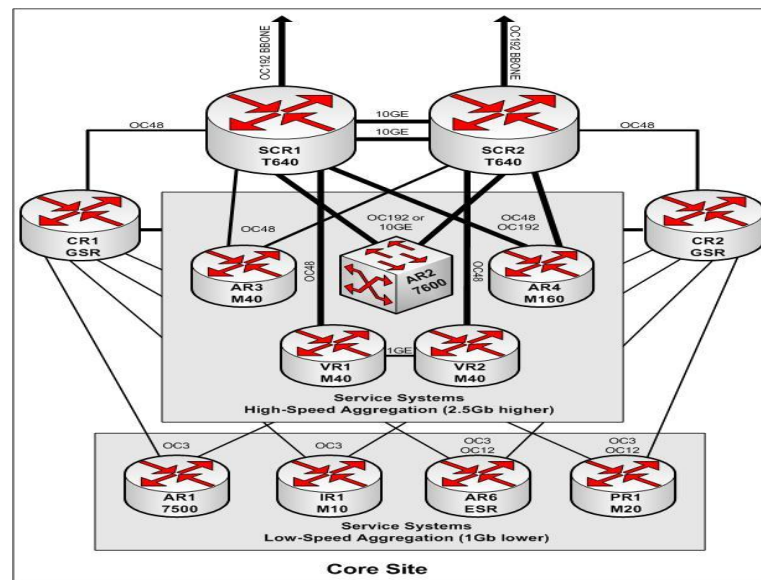 OC192 BBONE
OC192 BBONE
OC48
10GE
10GE
OC48
SCR1
T640
SCR2
T640
CR1
GSR
OC48
OC192 or
10GE
OC48
OC192
CR2
GSR
AR3
M40
OC48
AR2
7600
OC48
AR4
M160
VR1
M40
1GE
VR2
M40
Service Systems
High-Speed Aggregation (2.5Gb higher)
OC3
OC3
OC3
OC12
OC3
OC12
AR1
7500
IR1
M10
AR6
ESR
PR1
M20
Service Systems
Low-Speed Aggregation (1Gb lower)
Core Site